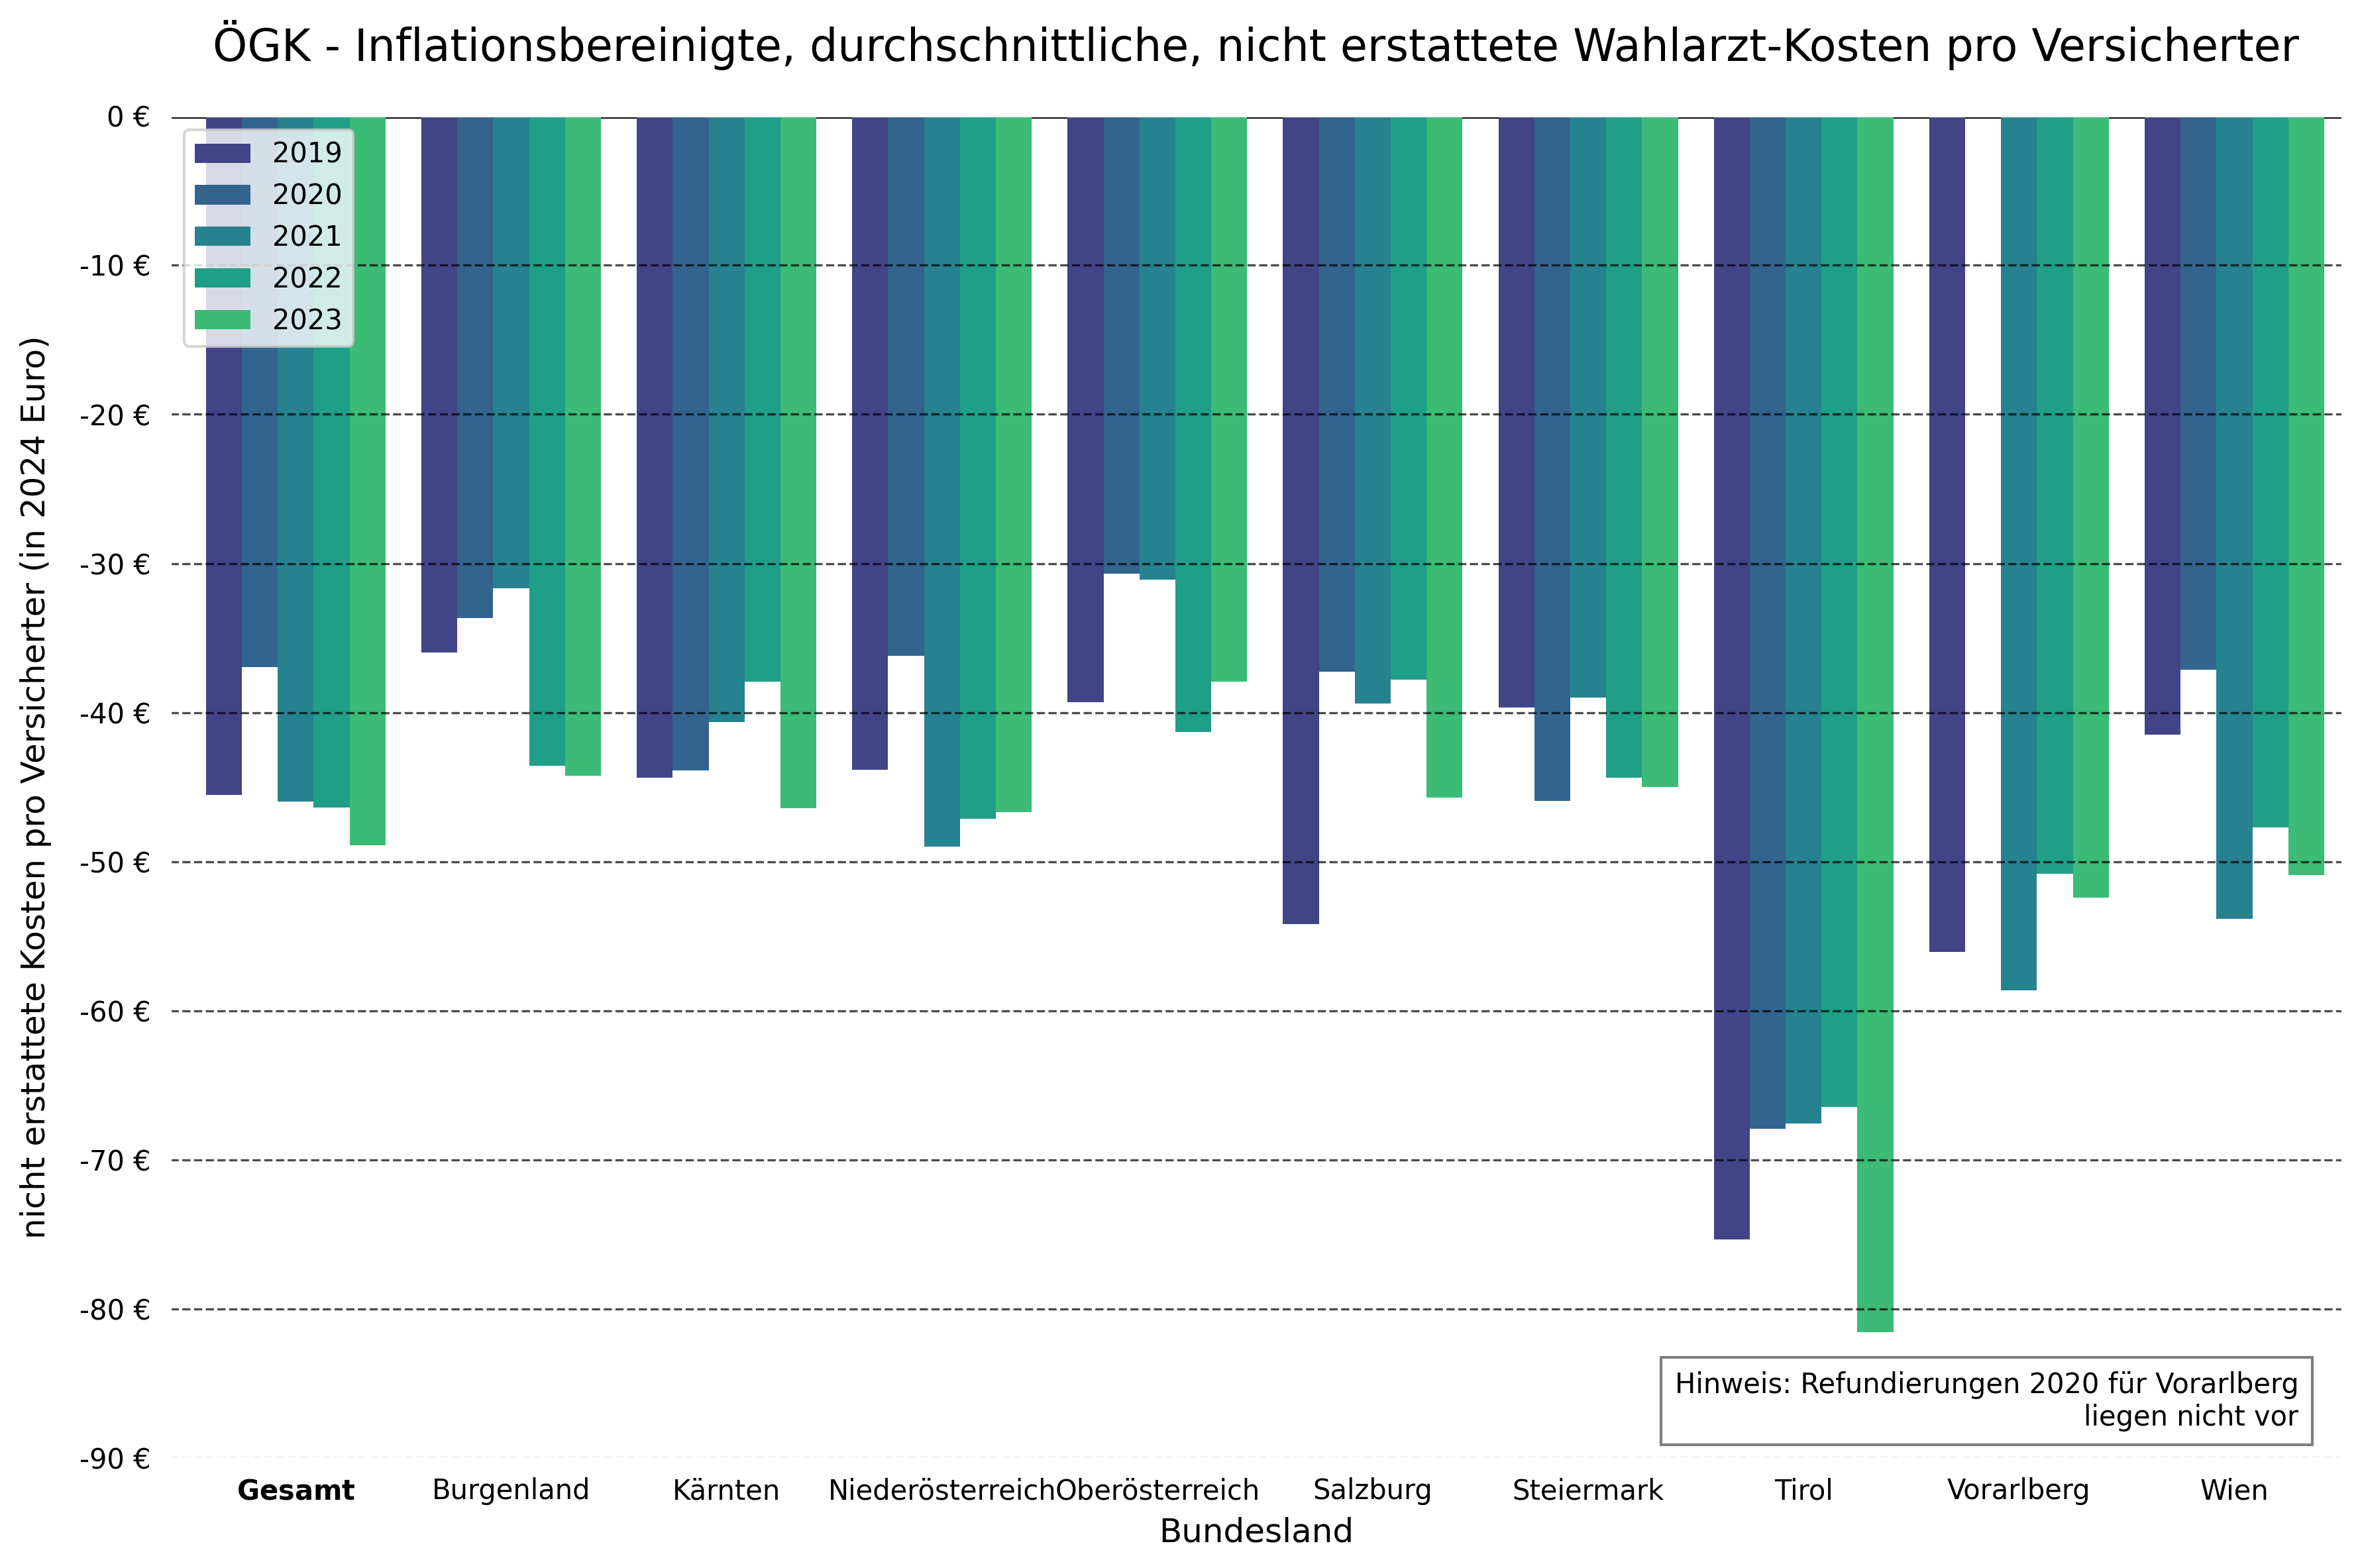 ÖGK - Inflationsbereinigte, durchschnittliche, nicht erstattete Wahlarzt-Kosten pro Versicherter
nicht erstattete Kosten pro Versicherter (in 2024 Euro)
0 €
-10 €
-20 €
-30 €
-40 €
-50 €
-60 €
-70 €
-80 €
-90 €
2019
2020
2021
2022
2023
Hinweis: Refundierungen 2020 für Vorarlberg
liegen nicht vor
Gesamt Burgenland Kärnten Niederösterreich Oberösterreich Salzburg Steiermark Tirol Vorarlberg Wien
Bundesland